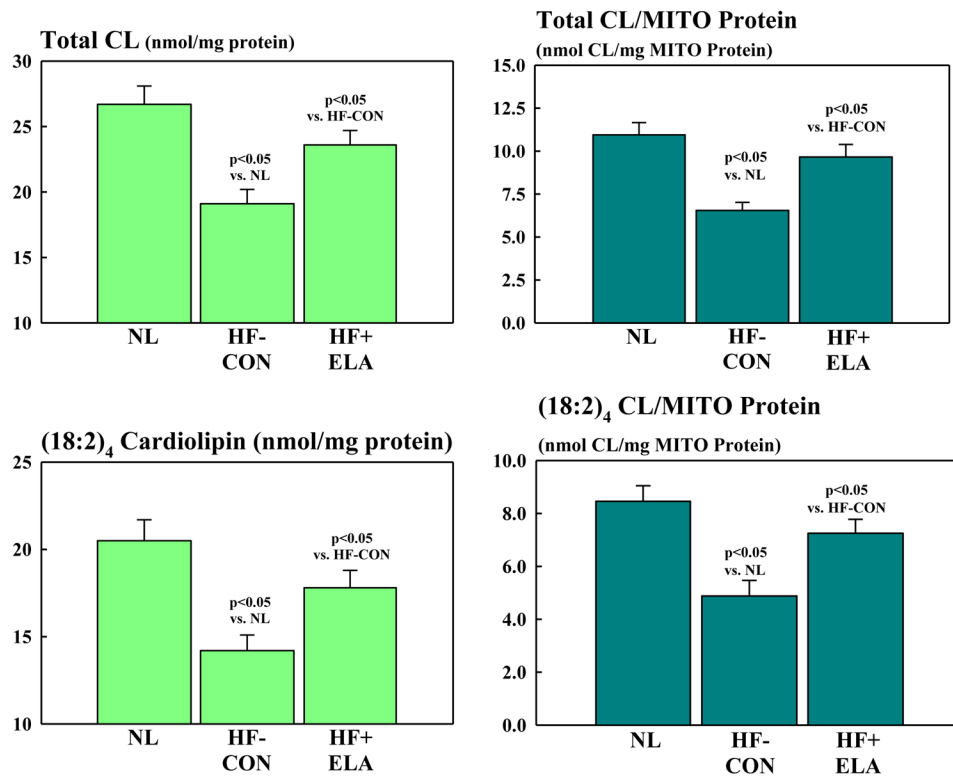 Total CL (nmol/mg protein)
30
25
20
15
10
p<0.05
vs. NL
p<0.05
vs. HF-CON
NL
HF-
CON
HF+
ELA
Total CL/MITO Protein
(nmol CL/mg MITO Protein)
15.0
12.5
10.0
7.5
5.0
2.5
0.0
p<0.05
vs. NL
p<0.05
vs. HF-CON
NL
HF-
CON
HF+
ELA
(18:2)₄ Cardiolipin (nmol/mg protein)
25
20
15
10
p<0.05
vs. NL
p<0.05
vs. HF-CON
NL
HF-
CON
HF+
ELA
(18:2)₄ CL/MITO Protein
(nmol CL/mg MITO Protein)
10.0
8.0
6.0
4.0
2.0
0.0
p<0.05
vs. NL
p<0.05
vs. HF-CON
NL
HF-
CON
HF+
ELA